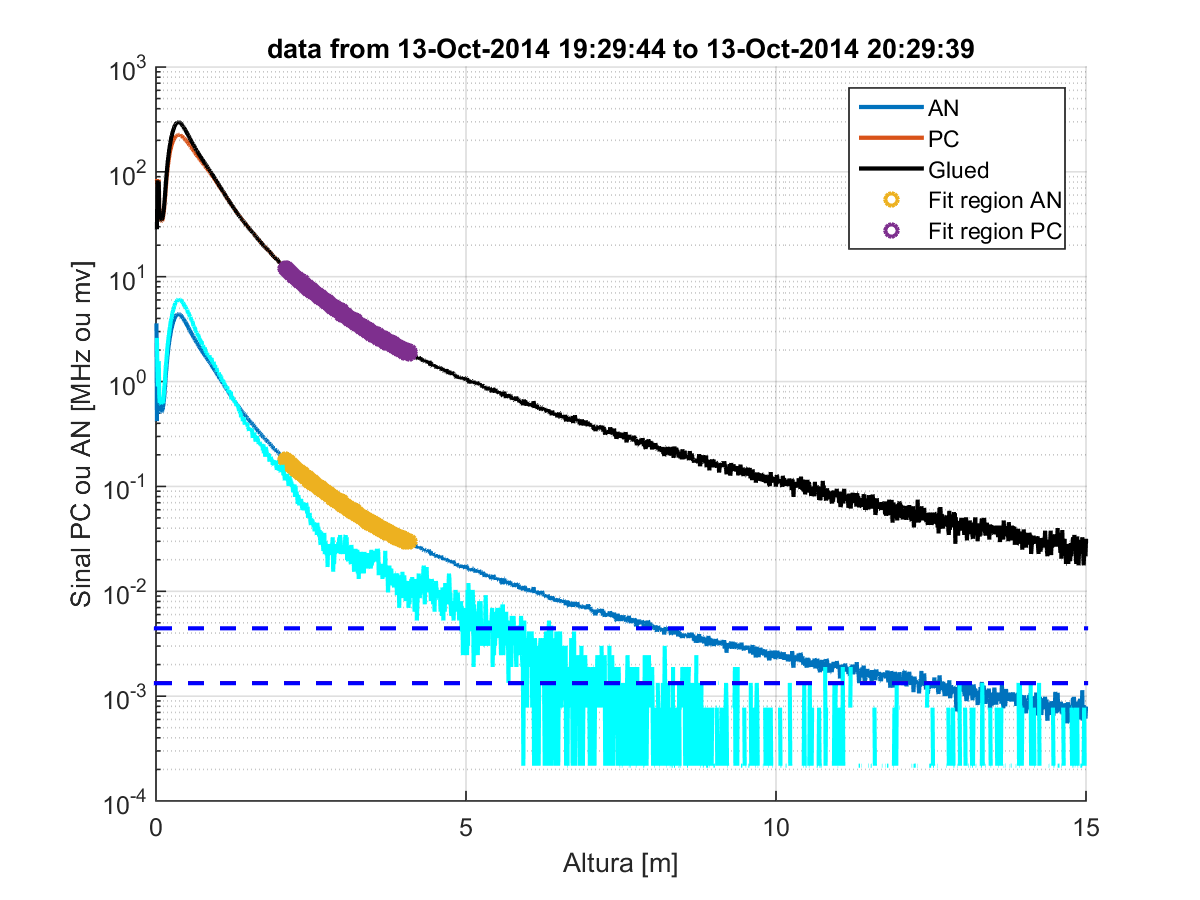 data from 13-Oct-2014 19:29:44 to 13-Oct-2014 20:29:39
10^3
10^2
10^1
10^0
10^-1
10^-2
10^-3
10^-4
Sinal PC ou AN [MHz ou mv]
AN
PC
Glued
Fit region AN
Fit region PC
0 5 10 15
Altura [m]